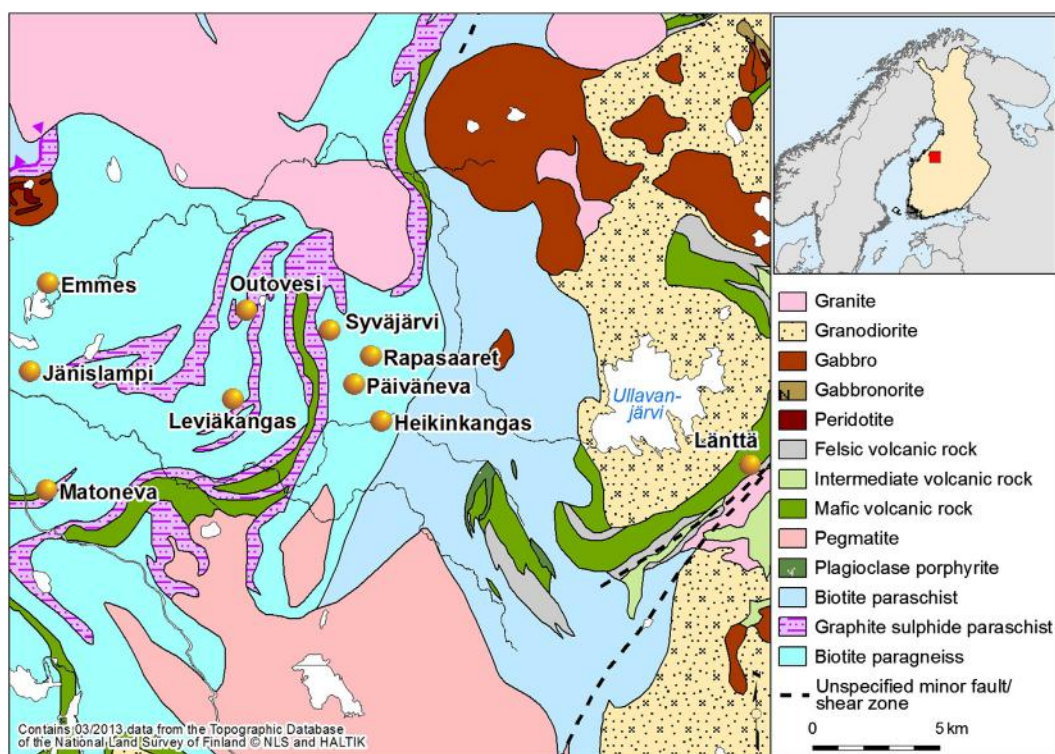 Emmes
Outovesi
Syväjärvi
Jänislampi
Rapasaaret
Päiväneva
Leviäkangas
Heikinkangas
Ullavan-
järvi
Länttä
Matoneva
Contains 03/2013 data from the Topographic Database
of the National Land Survey of Finland © NLS and HALTIK
Granite
Granodiorite
Gabbro
Gabbronorite
Peridotite
Felsic volcanic rock
Intermediate volcanic rock
Mafic volcanic rock
Pegmatite
Plagioclase porphyrite
Biotite paraschist
Graphite sulphide paraschist
Biotite paragneiss
Unspecified minor fault/
shear zone
0 5 km